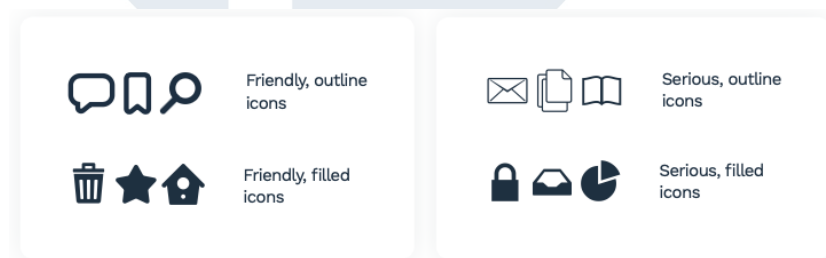 Friendly, outline
icons
Friendly, filled
icons
Serious, outline
icons
Serious, filled
icons